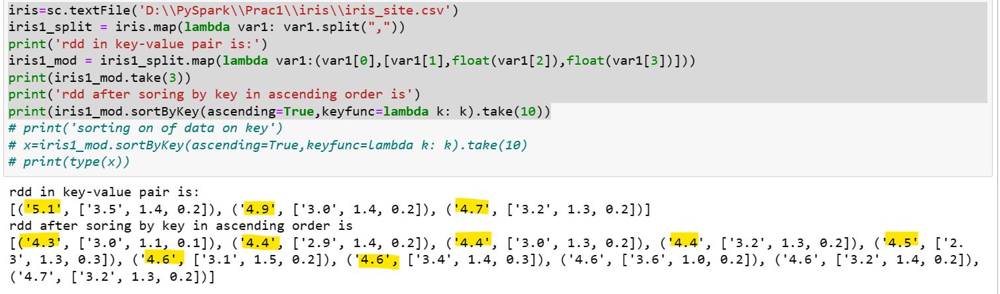 iris=sc.textFile('D:\\PySpark\\Prac1\\iris\\iris_site.csv')
iris1_split = iris.map(lambda var1: var1.split(","))
print('rdd in key-value pair is:')
iris1_mod = iris1_split.map(lambda var1:(var1[0],[var1[1],float(var1[2]),float(var1[3])]))
print(iris1_mod.take(3))
print('rdd after soring by key in ascending order is')
print(iris1_mod.sortByKey(ascending=True,keyfunc=lambda k: k).take(10))
# print('sorting on of data on key')
# x=iris1_mod.sortByKey(ascending=True,keyfunc=lambda k: k).take(10)
# print(type(x))
rdd in key-value pair is:
[('5.1', ['3.5', 1.4, 0.2]), ('4.9', ['3.0', 1.4, 0.2]), ('4.7', ['3.2', 1.3, 0.2])]
rdd after soring by key in ascending order is
[('4.3', ['3.0', 1.1, 0.1]), ('4.4', ['2.9', 1.4, 0.2]), ('4.4', ['3.0', 1.3, 0.2]), ('4.4', ['3.2', 1.3, 0.2]), ('4.5', ['2.
3', 1.3, 0.3]), ('4.6', ['3.1', 1.5, 0.2]), ('4.6', ['3.4', 1.4, 0.3]), ('4.6', ['3.6', 1.0, 0.2]), ('4.6', ['3.2', 1.4, 0.2]),
('4.7', ['3.2', 1.3, 0.2])]